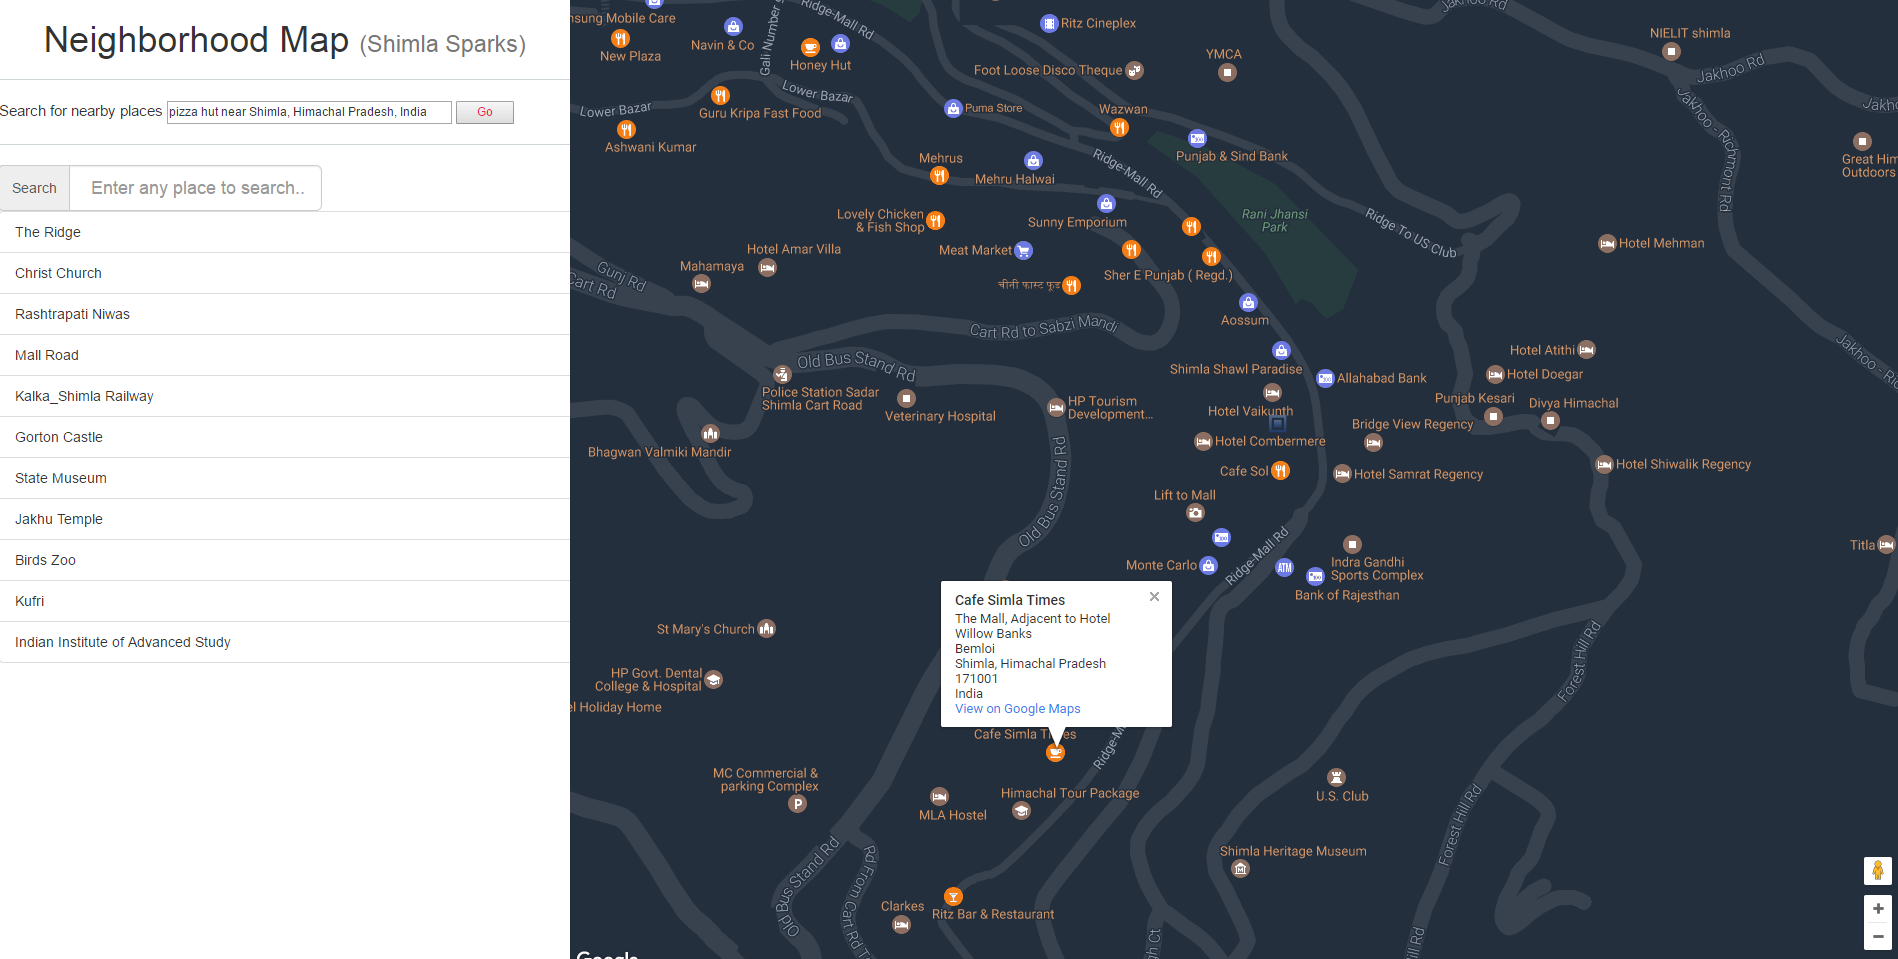 Neighborhood Map (Shimla Sparks)
Search for nearby places
pizza hut near Shimla, Himachal Pradesh, India
Go
Search
Enter any place to search..
The Ridge
Christ Church
Rashtrapati Niwas
Mall Road
Kalka_Shimla Railway
Gorton Castle
State Museum
Jakhu Temple
Birds Zoo
Kufri
Indian Institute of Advanced Study
nsung Mobile Care
New Plaza
Navin & Co
Gali Number
Honey Hut
Ridge-Mall Rd
Ritz Cineplex
Foot Loose Disco Theque
YMCA
Jakhoo Rd
NIELIT shimla
Jakhoo Rd
Jakhoo
Lower Bazar
Lower Bazar
Guru Kripa Fast Food
Ashwani Kumar
Puma Store
Wazwan
Punjab & Sind Bank
Jakhoo - Richmont Rd
Great Him
Outdoors
Mehrus
Mehru Halwai
Ridge-Mall Rd
Lovely Chicken
& Fish Shop
Sunny Emporium
Rani Jhansi
Park
Ridge To US Club
Hotel Mehman
Hotel Amar Villa
Meat Market
Mahamaya
Gunj Rd
Cart Rd
Sher E Punjab ( Regd.)
चीनी फास्ट फूड
Aossum
Cart Rd to Sabzi Mandi
Old Bus Stand Rd
Shimla Shawl Paradise
Allahabad Bank
Hotel Atithi
Hotel Doegar
Jakhoo - Ri
Police Station Sadar
Shimla Cart Road
Veterinary Hospital
HP Tourism
Development...
Hotel Vaikunth
Punjab Kesari
Divya Himachal
Bridge View Regency
Hotel Combermere
Bhagwan Valmiki Mandir
Cafe Sol
Hotel Samrat Regency
Hotel Shiwalik Regency
Old Bus Stand Rd
Lift to Mall
Monte Carlo
Ridge-Mall Rd
ATM
Indra Gandhi
Sports Complex
Bank of Rajesthan
Titla
Cafe Simla Times
The Mall, Adjacent to Hotel
Willow Banks
Bemloi
Shimla, Himachal Pradesh
171001
India
View on Google Maps
St Mary's Church
HP Govt. Dental
College & Hospital
el Holiday Home
Forest Hill Rd
Cafe Simla Times
Ridge-M
MC Commercial &
parking Complex
P
MLA Hostel
Himachal Tour Package
U.S. Club
Forest Hill Rd
Shimla Heritage Museum
Old Bus Stand Rd
Rd From Cart Rd T
Clarkes
Ritz Bar & Restaurant
gh Ct
Hill Rd
Google